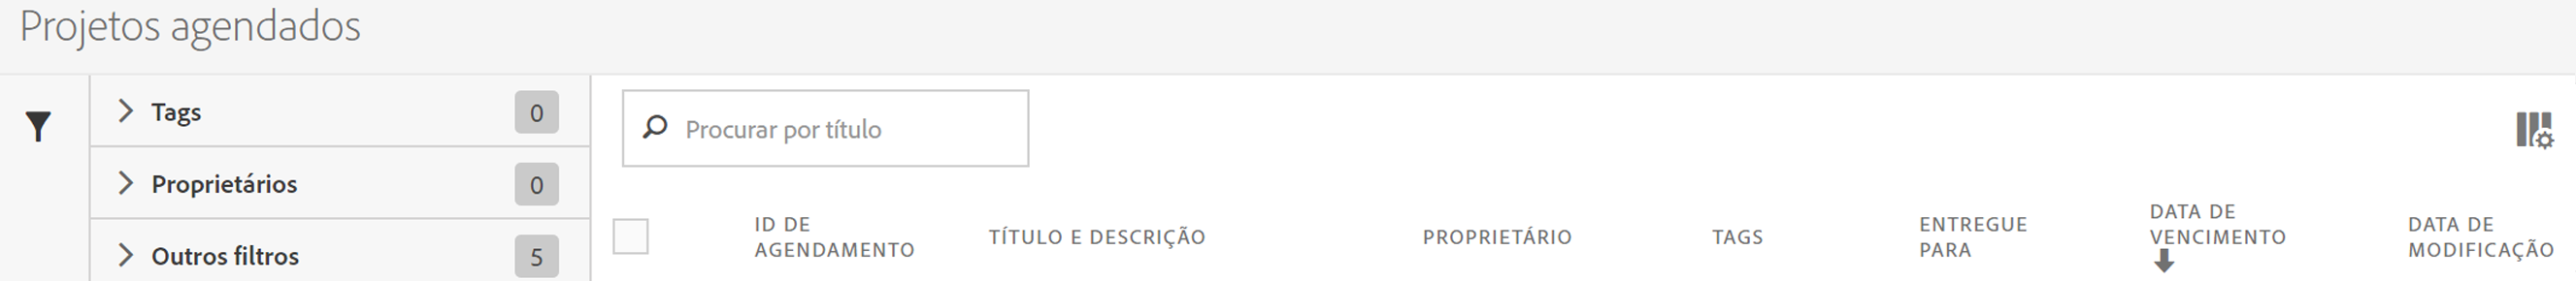 Projetos agendados
Tags 0
Procurar por título
Proprietários 0
Outros filtros 5
ID DE
AGENDAMENTO
TÍTULO E DESCRIÇÃO
PROPRIETÁRIO
TAGS
ENTREGUE
PARA
DATA DE
VENCIMENTO
DATA DE
MODIFICAÇÃO